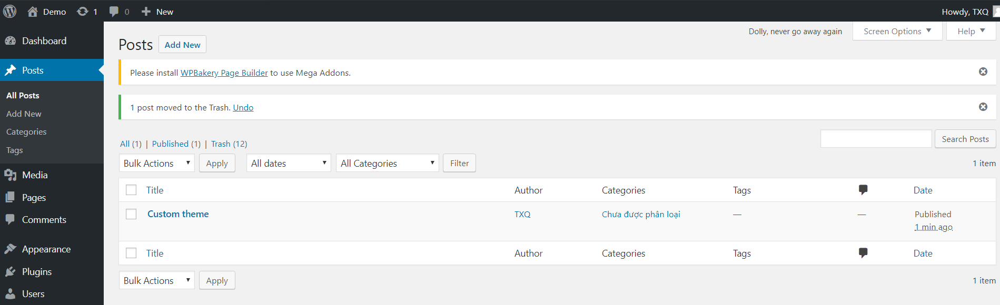 Demo 1 0 New Howdy, TXQ
Dashboard
Posts
All Posts
Add New
Categories
Tags
Media
Pages
Comments
Appearance
Plugins
Users
Dolly, never go away again Screen Options Help
Posts Add New
Please install WPBakery Page Builder to use Mega Addons.
1 post moved to the Trash. Undo
All (1) | Published (1) | Trash (12)
Search Posts
Bulk Actions Apply All dates All Categories Filter 1 item
Title Author Categories Tags Date
Custom theme TXQ Chưa được phân loại — — Published
1 min ago
Title Author Categories Tags Date
Bulk Actions Apply 1 item